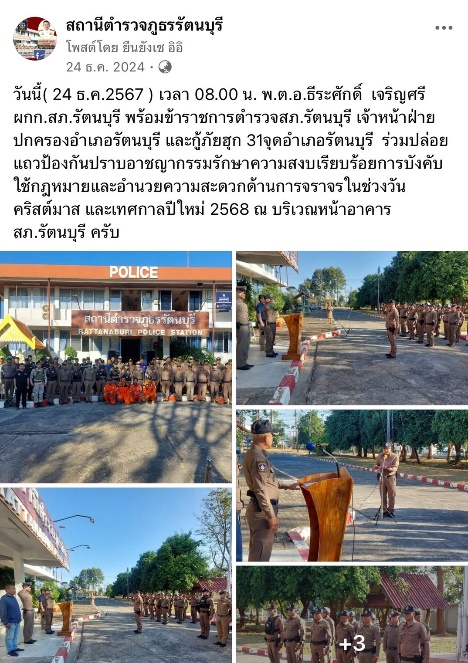 สถานีตำรวจภูธรรัตนบุรี
โพสต์โดย ยืนยังเช อิอิ
24 ธ.ค. 2024 ·
วันนี้( 24 ธ.ค.2567 ) เวลา 08.00 น. พ.ต.อ.ธีระศักดิ์  เจริญศรี
ผกก.สภ.รัตนบุรี พร้อมข้าราชการตำรวจสภ.รัตนบุรี เจ้าหน้าฝ่าย
ปกครองอำเภอรัตนบุรี และกู้ภัยฮุก 31จุดอำเภอรัตนบุรี  ร่วมปล่อย
แถวป้องกันปราบอาชญากรรมรักษาความสงบเรียบร้อยการบังคับ
ใช้กฎหมายและอำนวยความสะดวกด้านการจราจรในช่วงวัน
คริสต์มาส และเทศกาลปีใหม่ 2568 ณ บริเวณหน้าอาคาร
สภ.รัตนบุรี ครับ
POLICE
สถานีตำรวจภูธรรัตนบุรี
RATTANABURI POLICE STATION
+3